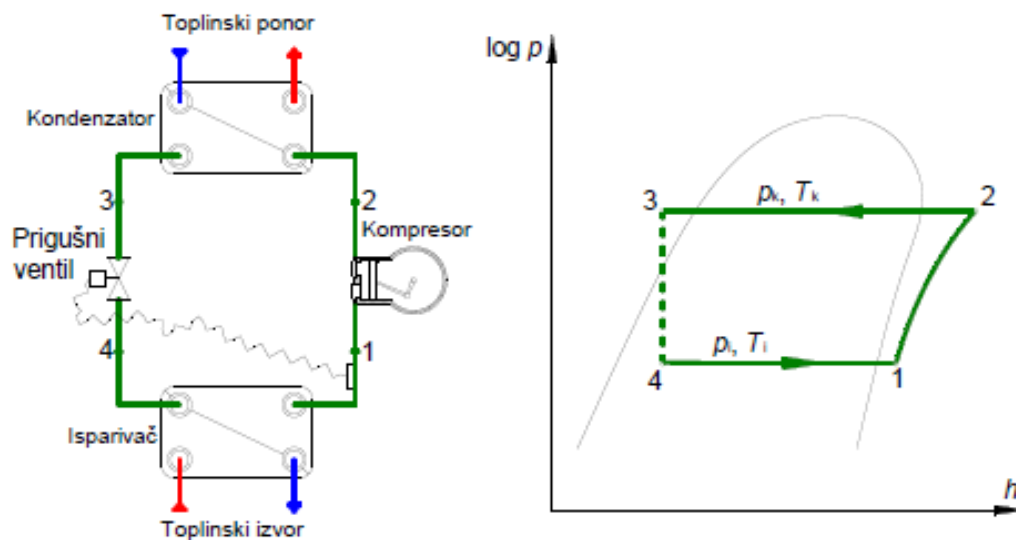 Toplinski ponor
Kondenzator
3
2
Prigušni
ventil
Kompresor
4
1
Isparivač
Toplinski izvor
log p
3
pk, Tk
2
pi, Ti
4
1
h